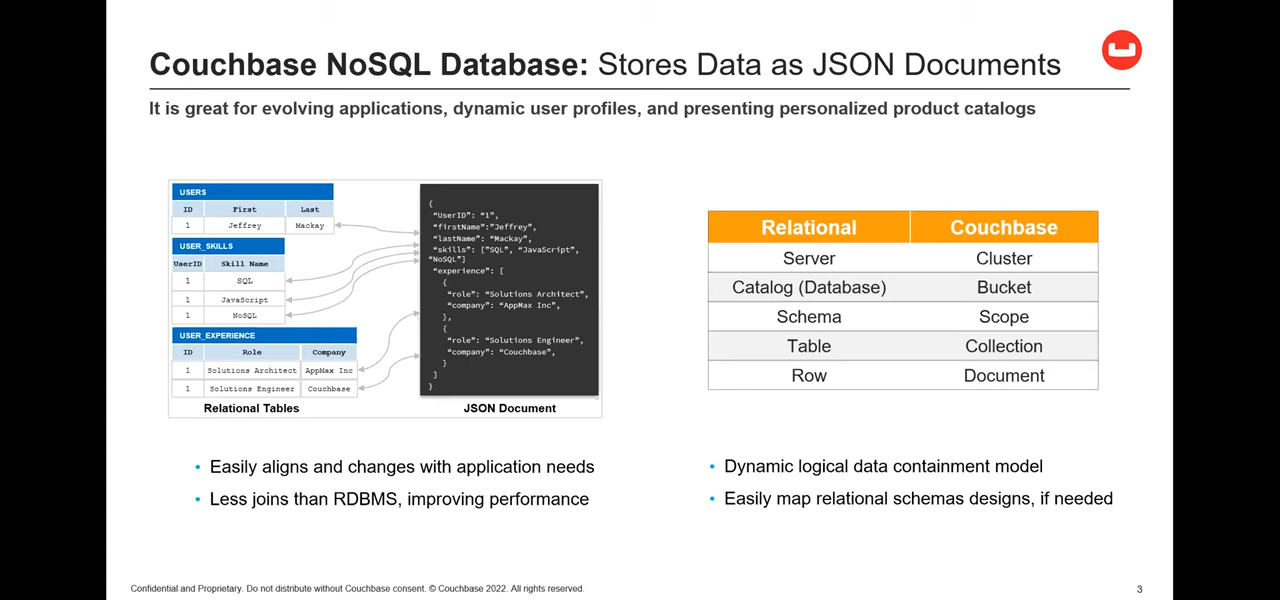 Couchbase NoSQL Database: Stores Data as JSON Documents
It is great for evolving applications, dynamic user profiles, and presenting personalized product catalogs
USERS
ID First Last
1 Jeffrey Mackay
USER_SKILLS
UserID Skill Name
1 SQL
1 JavaScript
1 NoSQL
USER_EXPERIENCE
ID Role Company
1 Solutions Architect AppMax Inc
1 Solutions Engineer Couchbase
Relational Tables
{
"UserID": "1",
"firstName":"Jeffrey",
"lastName": "Mackay",
"skills": ["SQL", "JavaScript",
"NoSQL"]
"experience": [
{
"role": "Solutions Architect",
"company": "AppMax Inc",
},
{
"role": "Solutions Engineer",
"company": "Couchbase",
}
]
}
JSON Document
Relational Couchbase
Server Cluster
Catalog (Database) Bucket
Schema Scope
Table Collection
Row Document
• Easily aligns and changes with application needs
• Less joins than RDBMS, improving performance
• Dynamic logical data containment model
• Easily map relational schemas designs, if needed
Confidential and Proprietary. Do not distribute without Couchbase consent. © Couchbase 2022. All rights reserved.
3